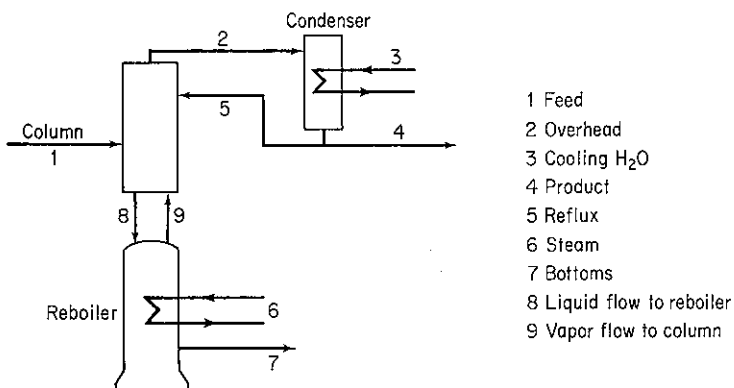 2
Condenser
3
5
4
Column
1
8
9
Reboiler
6
7
1 Feed
2 Overhead
3 Cooling H₂O
4 Product
5 Reflux
6 Steam
7 Bottoms
8 Liquid flow to reboiler
9 Vapor flow to column